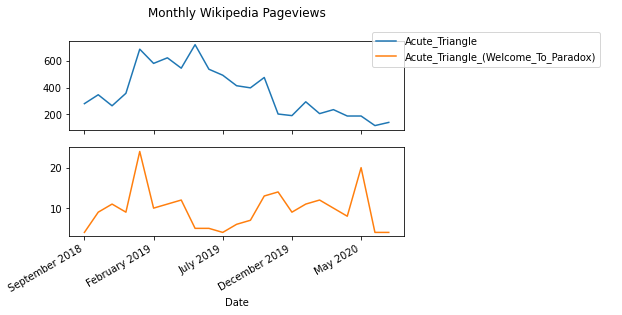 Monthly Wikipedia Pageviews
Acute_Triangle
Acute_Triangle_(Welcome_To_Paradox)
600
400
200
20
10
September 2018
February 2019
July 2019
December 2019
May 2020
Date